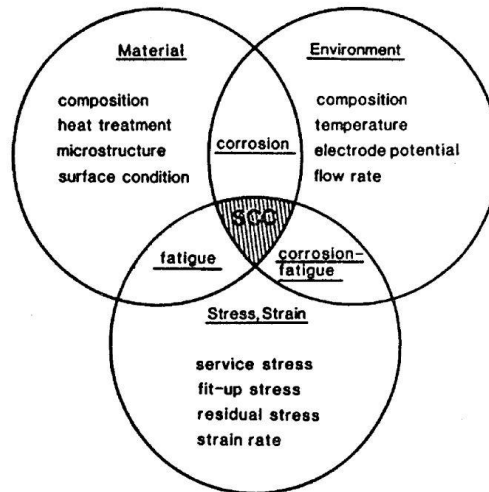 Material
composition
heat treatment
microstructure
surface condition
Environment
composition
temperature
electrode potential
flow rate
corrosion
SCC
fatigue
corrosion-
fatigue
Stress, Strain
service stress
fit-up stress
residual stress
strain rate